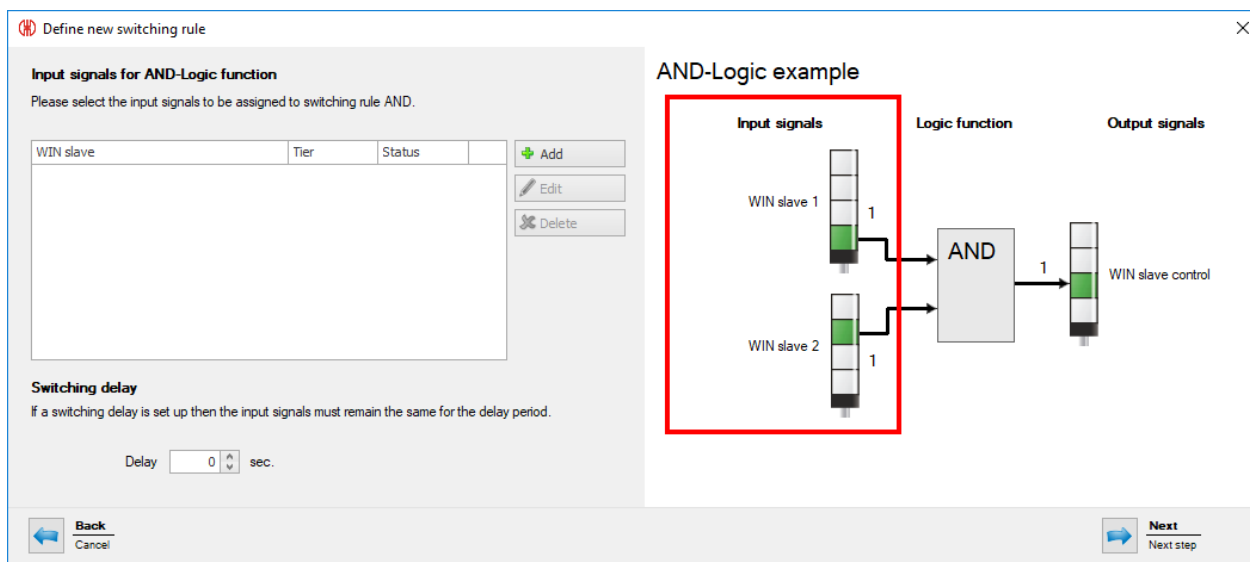 Define new switching rule
Input signals for AND-Logic function
Please select the input signals to be assigned to switching rule AND.
WIN slave Tier Status
Add
Edit
Delete
Switching delay
If a switching delay is set up then the input signals must remain the same for the delay period.
Delay 0 sec.
AND-Logic example
Input signals Logic function Output signals
WIN slave 1
1
AND
1
WIN slave control
WIN slave 2
1
Back
Cancel
Next
Next step